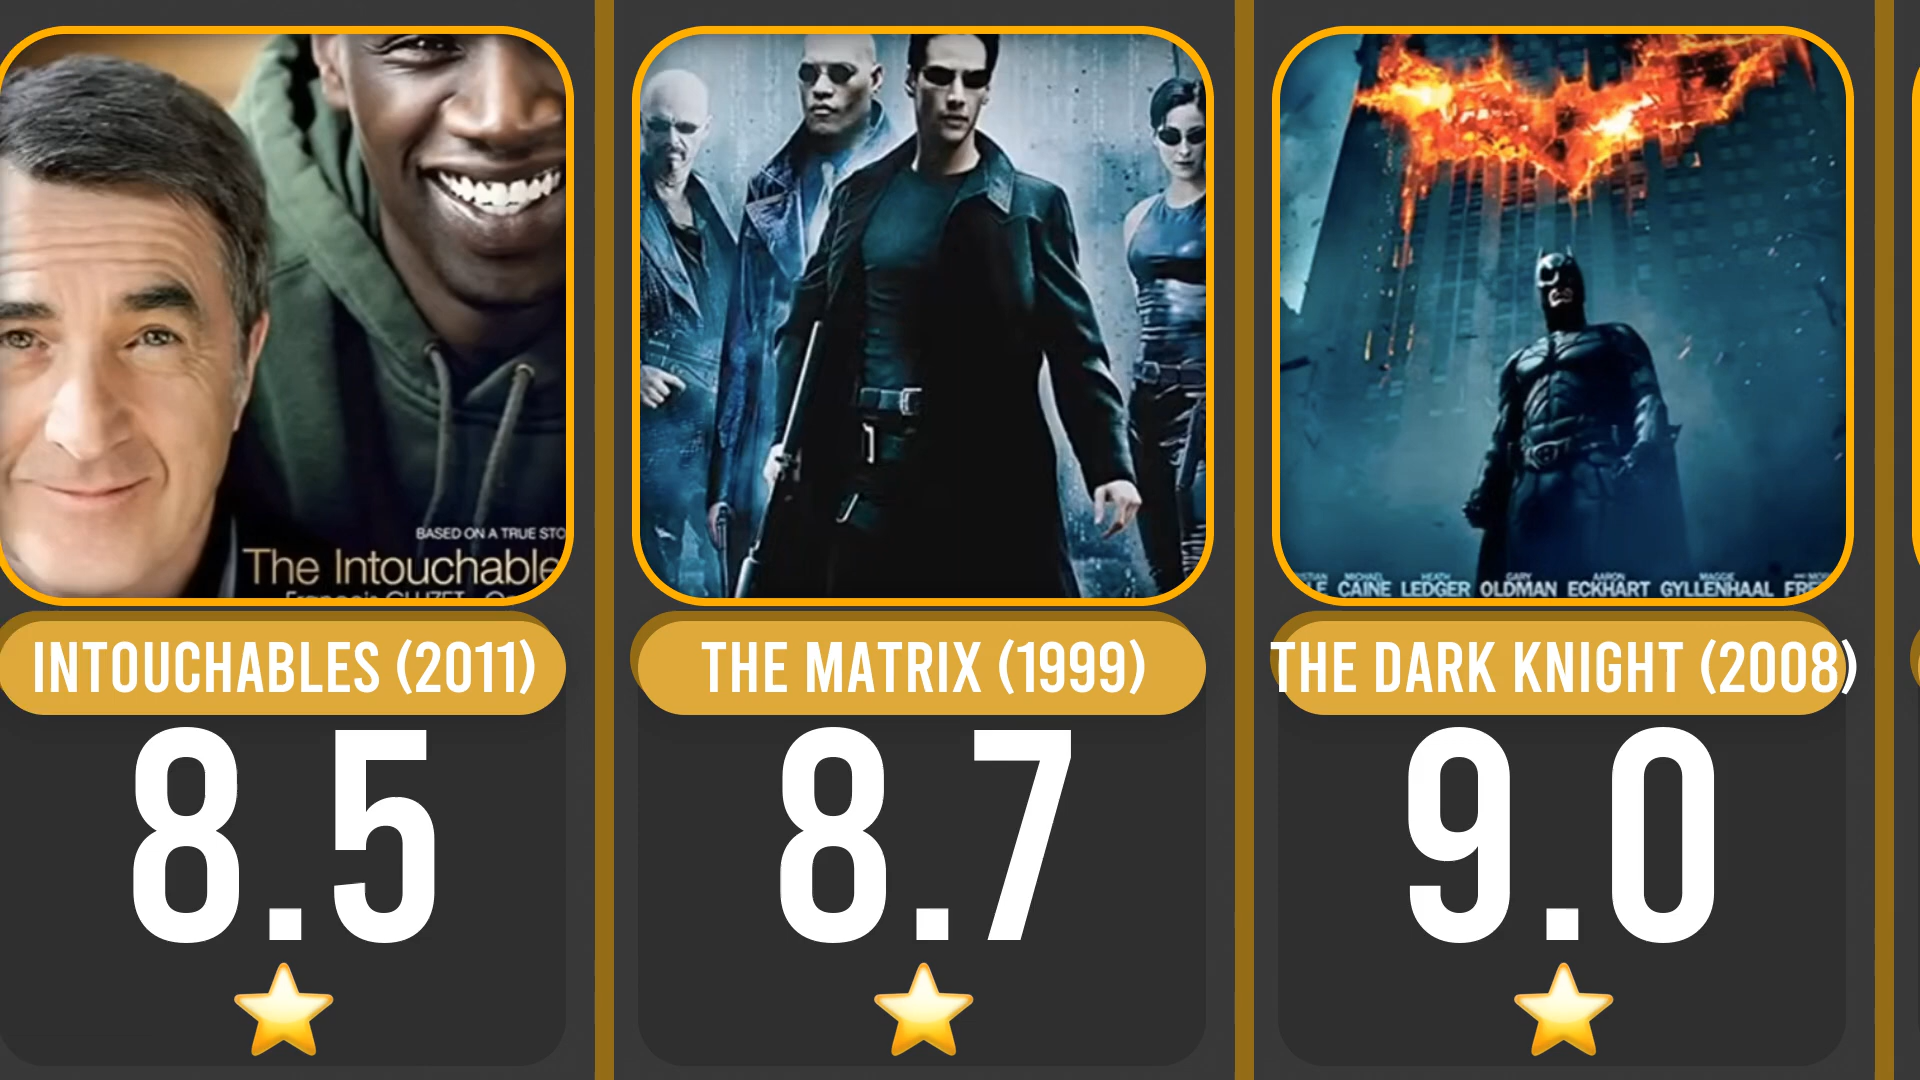 BASED ON A TRUE STO
The Intouchable
INTOUCHABLES (2011)
8.5
THE MATRIX (1999)
8.7
CAINE LEDGER OLDMAN ECKHART GYLLENHAAL
THE DARK KNIGHT (2008)
9.0